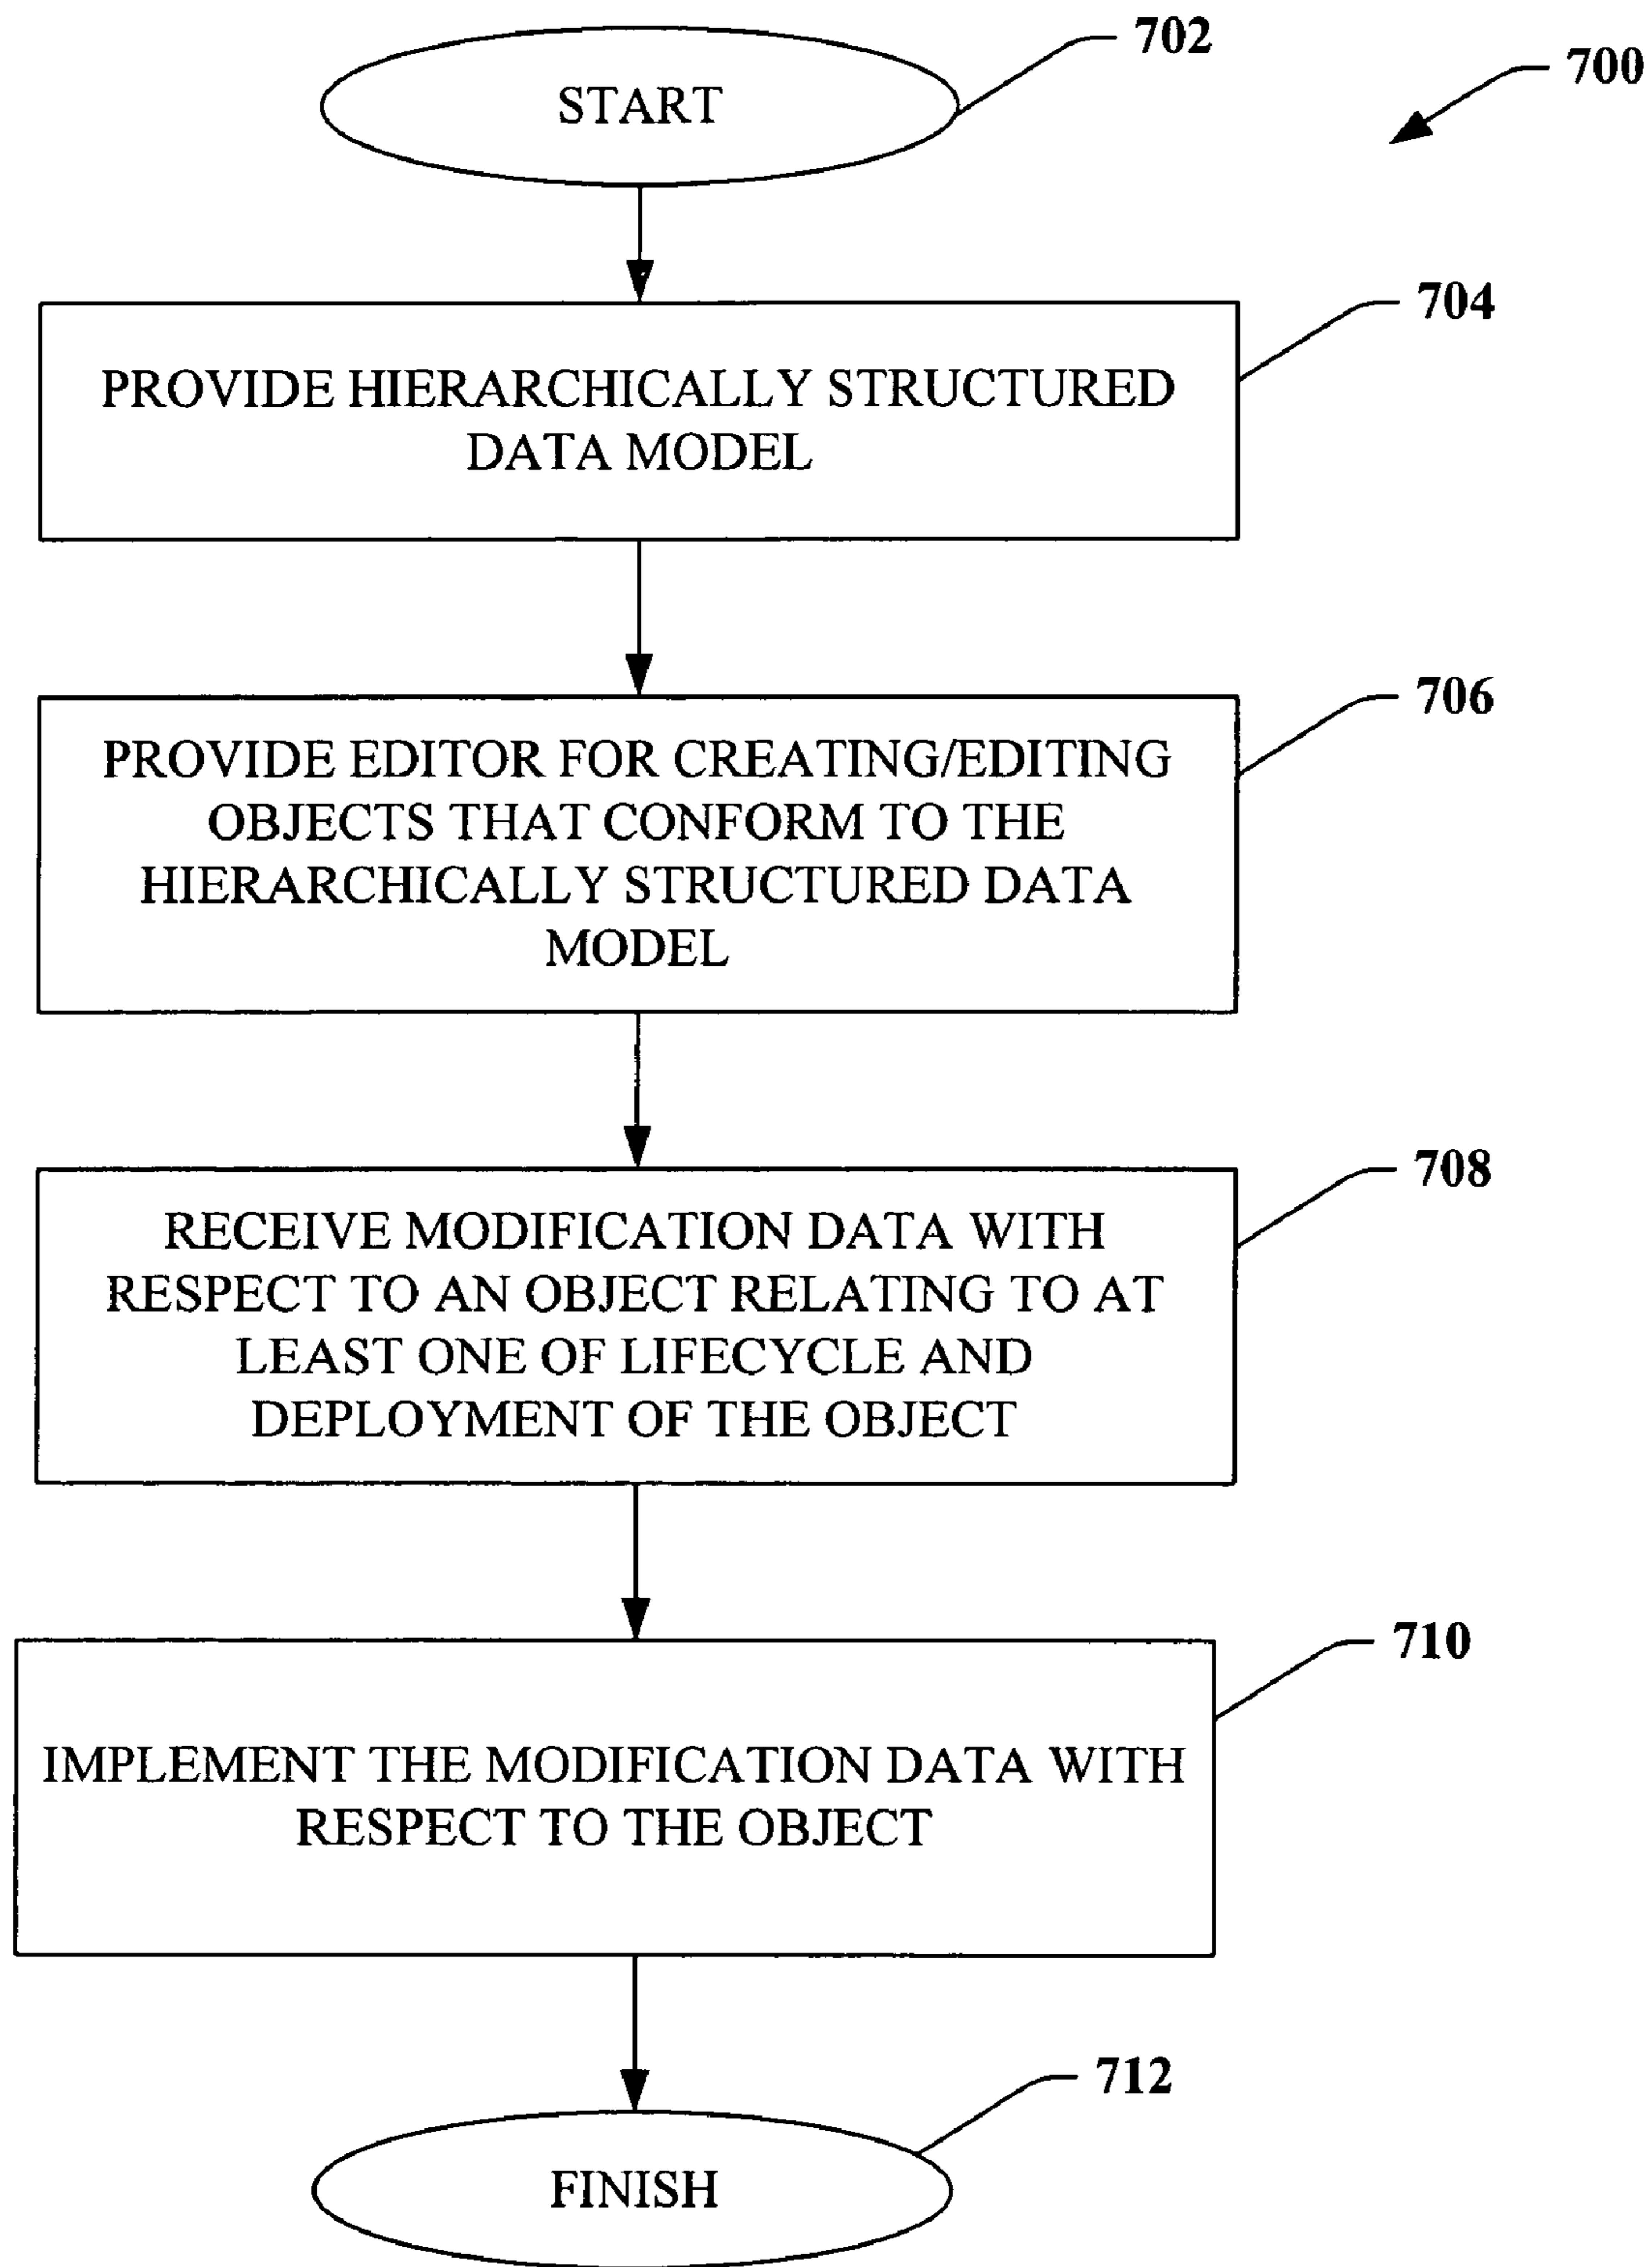 702
700
START
704
PROVIDE HIERARCHICALLY STRUCTURED
DATA MODEL
706
PROVIDE EDITOR FOR CREATING/EDITING
OBJECTS THAT CONFORM TO THE
HIERARCHICALLY STRUCTURED DATA
MODEL
708
RECEIVE MODIFICATION DATA WITH
RESPECT TO AN OBJECT RELATING TO AT
LEAST ONE OF LIFECYCLE AND
DEPLOYMENT OF THE OBJECT
710
IMPLEMENT THE MODIFICATION DATA WITH
RESPECT TO THE OBJECT
712
FINISH